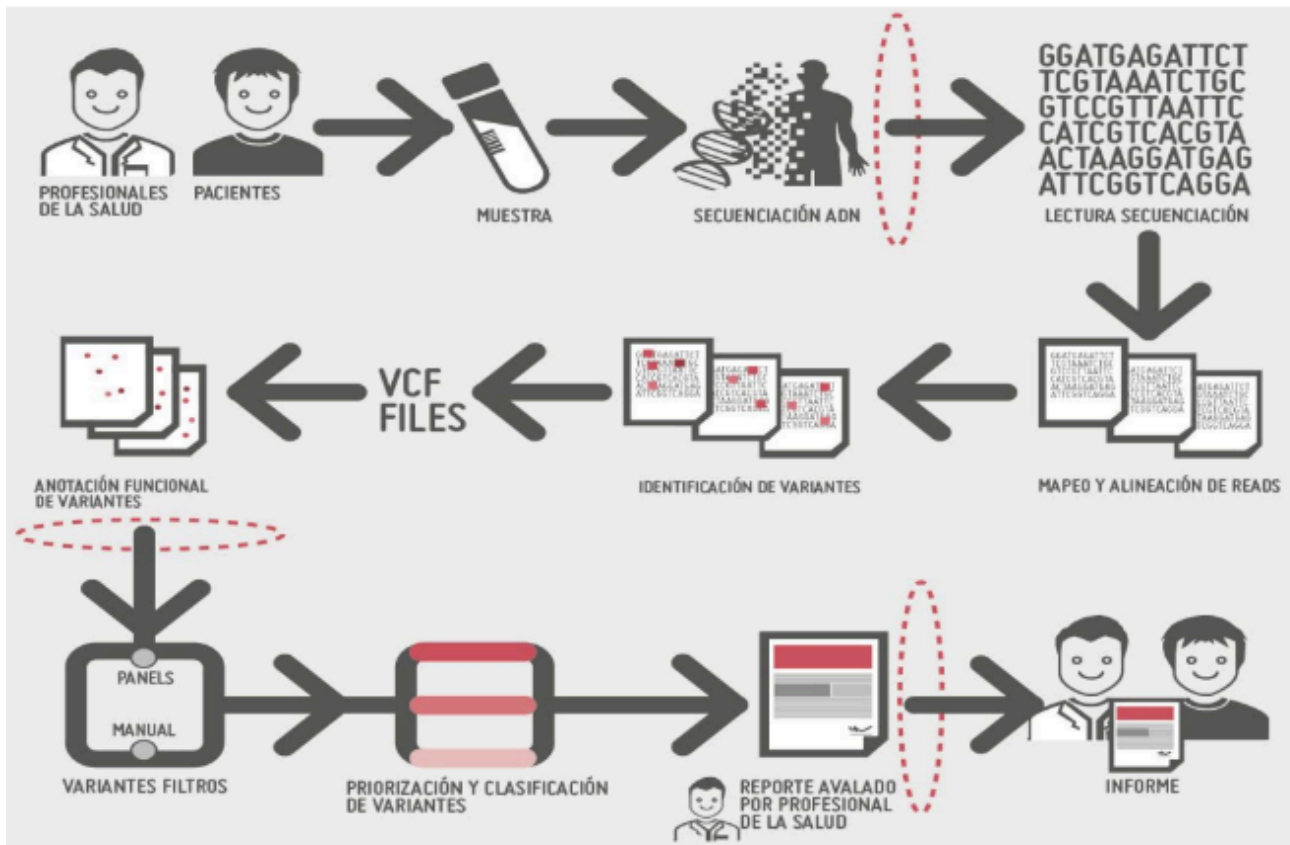 GGATGAGATTCT
TCGTAAATCTGC
GTCCGTTAATTC
CATCGTCACGTA
ACTAAGGATGAG
ATTCGGTCAGGA
PROFESIONALES
DE LA SALUD
PACIENTES
MUESTRA
SECUENCIACIÓN ADN
LECTURA SECUENCIACIÓN
VCF
FILES
ANOTACIÓN FUNCIONAL
DE VARIANTES
IDENTIFICACIÓN DE VARIANTES
MAPEO Y ALINEACIÓN DE READS
PANELS
MANUAL
VARIANTES FILTROS
PRIORIZACIÓN Y CLASIFICACIÓN
DE VARIANTES
REPORTE AVALADO
POR PROFESIONAL
DE LA SALUD
INFORME